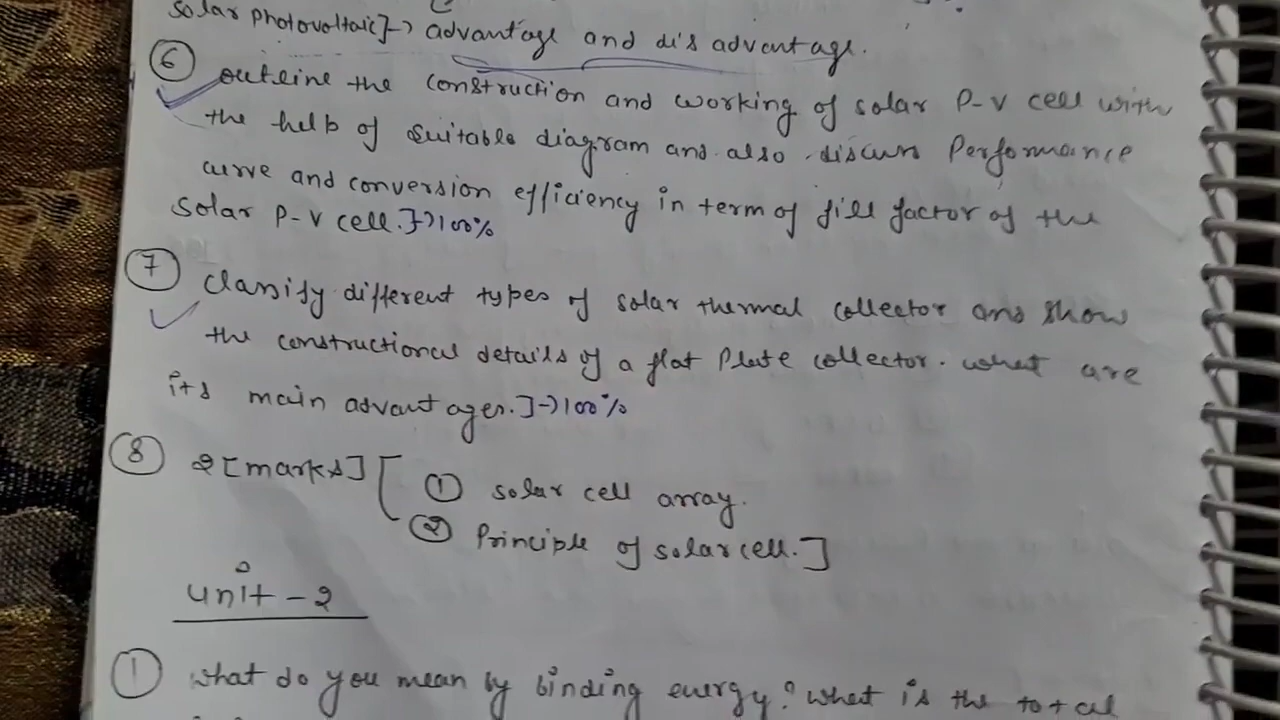 solar photovoltaic]→ advantage and dis advantage.
⑥ outline the construction and working of solar P-V cell with
the help of suitable diagram and also discuss Performance
curve and conversion efficiency in term of fill factor of the
solar P-V cell.]→100%
⑦ Classify different types of solar thermal collector and show
the constructional details of a flat Plate collector. what are
its main advantages.]→100%
⑧ 2[marks] [ ① solar cell array.
② Principle of solar cell.]
unit-2
① what do you mean by binding energy? what is the total